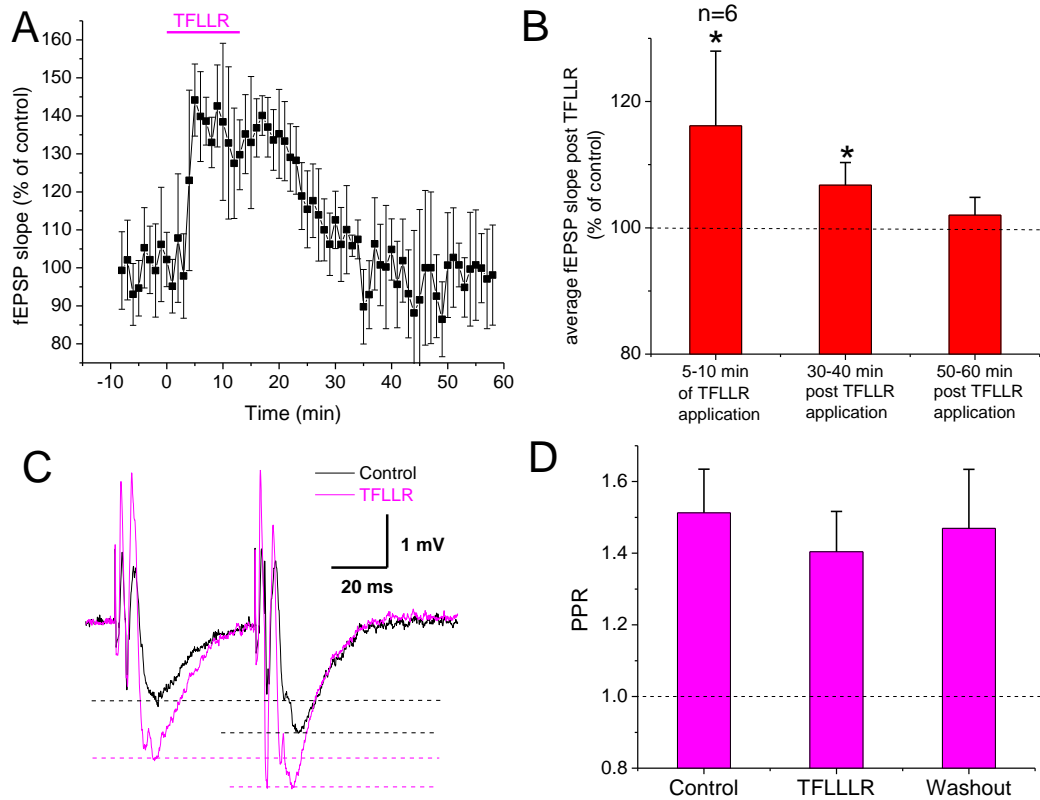 A
TFLLR
fEPSP slope (% of control)
160
150
140
130
120
110
100
90
80
-10
0
10
20
30
40
50
60
Time (min)
B
n=6
*
*
average fEPSP slope post TFLLR
(% of control)
120
100
80
5-10 min
of TFLLR
application
30-40 min
post TFLLR
application
50-60 min
post TFLLR
application
C
Control
TFLLR
1 mV
20 ms
D
PPR
1.6
1.4
1.2
1.0
0.8
Control
TFLLLR
Washout